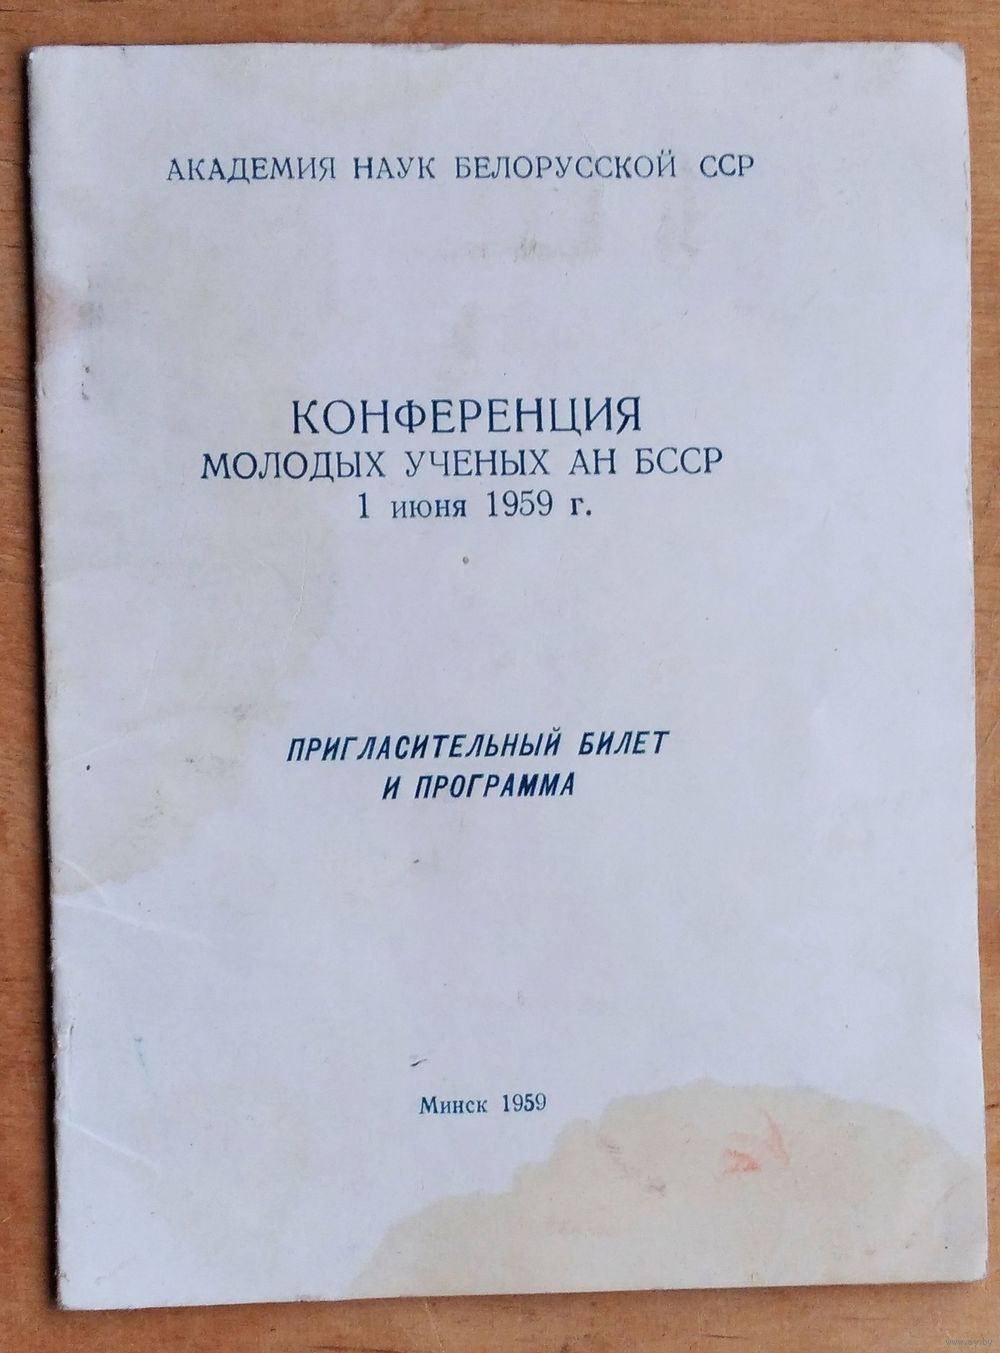 АКАДЕМИЯ НАУК БЕЛОРУССКОЙ ССР
КОНФЕРЕНЦИЯ
МОЛОДЫХ УЧЕНЫХ АН БССР
1 июня 1959 г.
ПРИГЛАСИТЕЛЬНЫЙ БИЛЕТ
И ПРОГРАММА
Минск 1959